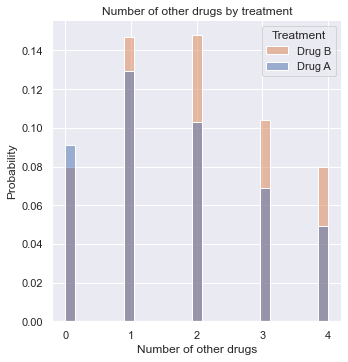 Number of other drugs by treatment
Treatment
Drug B
Drug A
0.14
0.12
0.10
0.08
0.06
0.04
0.02
0.00
Probability
0 1 2 3 4
Number of other drugs